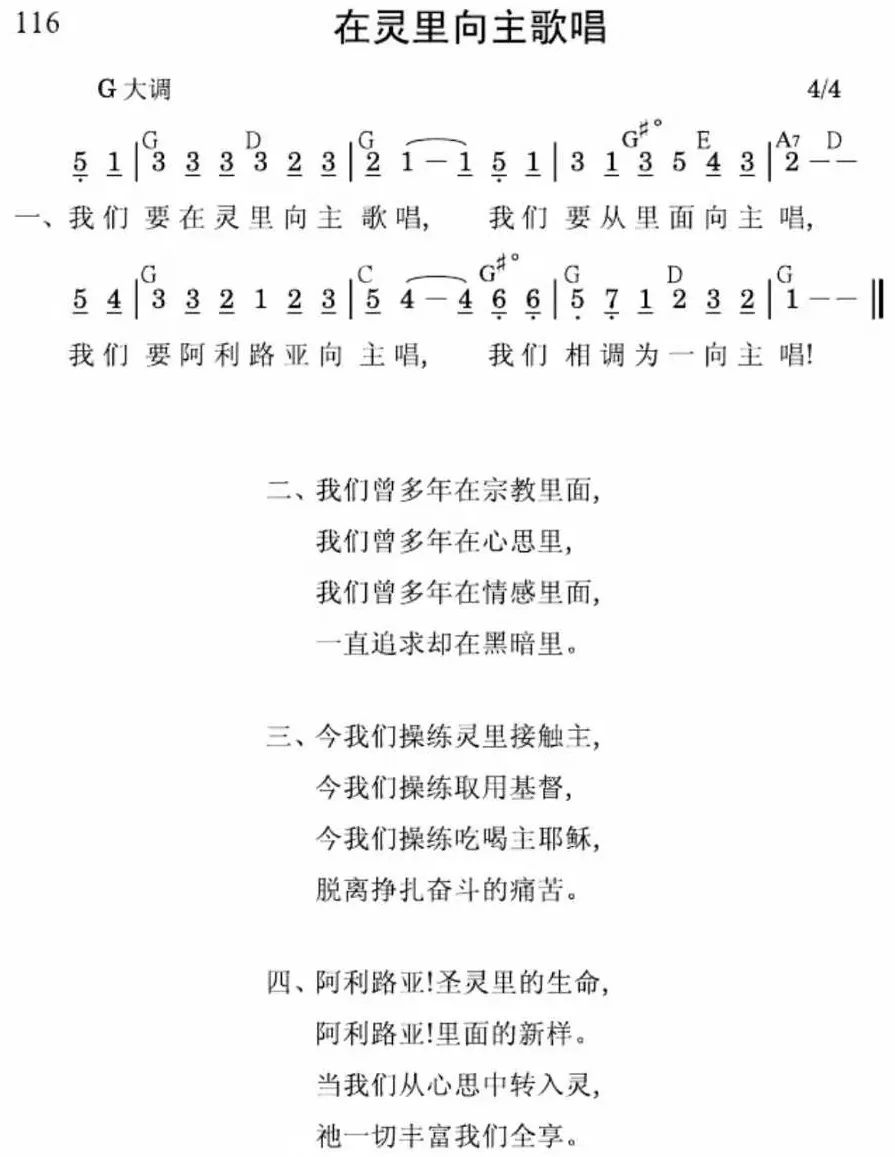 116
在灵里向主歌唱
G 大调 4/4
G D G G♯° E A7 D
5 1 | 3 3 3 3 2 3 | 2 1 － 1 5 1 | 3 1 3 5 4 3 | 2 － －
一、我们 要在灵里向主 歌唱, 我们 要从里面向主 唱,
G C G♯° G D G
5 4 | 3 3 2 1 2 3 | 5 4 － 4 6 6 | 5 7 1 2 3 2 | 1 － － ‖
我们 要阿利路亚向 主唱, 我们 相调为一向主 唱!
二、我们曾多年在宗教里面,
我们曾多年在心思里,
我们曾多年在情感里面,
一直追求却在黑暗里。
三、今我们操练灵里接触主,
今我们操练取用基督,
今我们操练吃喝主耶稣,
脱离挣扎奋斗的痛苦。
四、阿利路亚!圣灵里的生命,
阿利路亚!里面的新样。
当我们从心思中转入灵,
祂一切丰富我们全享。